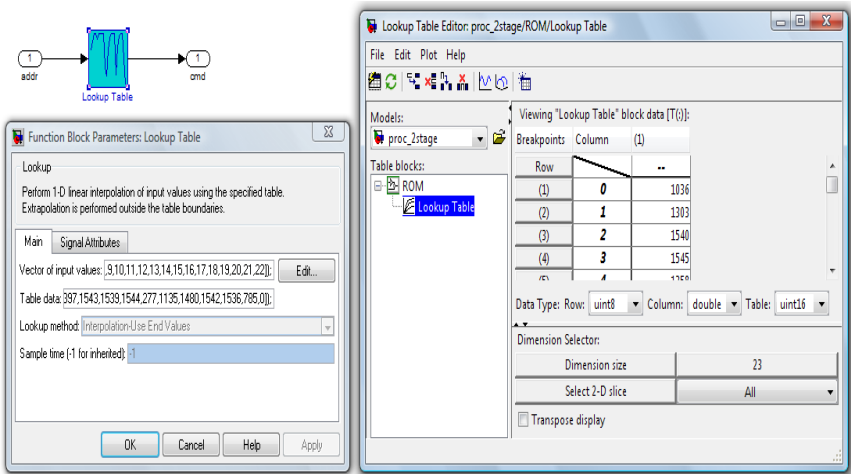 1
addr
Lookup Table
1
cmd
Function Block Parameters: Lookup Table
Lookup
Perform 1-D linear interpolation of input values using the specified table.
Extrapolation is performed outside the table boundaries.
Main Signal Attributes
Vector of input values: ,9,10,11,12,13,14,15,16,17,18,19,20,21,22]); Edit...
Table data: 397,1543,1539,1544,277,1135,1480,1542,1536,785,0]);
Lookup method: Interpolation-Use End Values
Sample time (-1 for inherited): -1
OK Cancel Help Apply
Lookup Table Editor: proc_2stage/ROM/Lookup Table
File Edit Plot Help
Models:
proc_2stage
Table blocks:
ROM
Lookup Table
Viewing "Lookup Table" block data [T(:)]:
Breakpoints Column (1)
Row --
(1) 0 1036
(2) 1 1303
(3) 2 1540
(4) 3 1545
(5) 4 1258
Data Type: Row: uint8 Column: double Table: uint16
Dimension Selector:
Dimension size 23
Select 2-D slice All
Transpose display